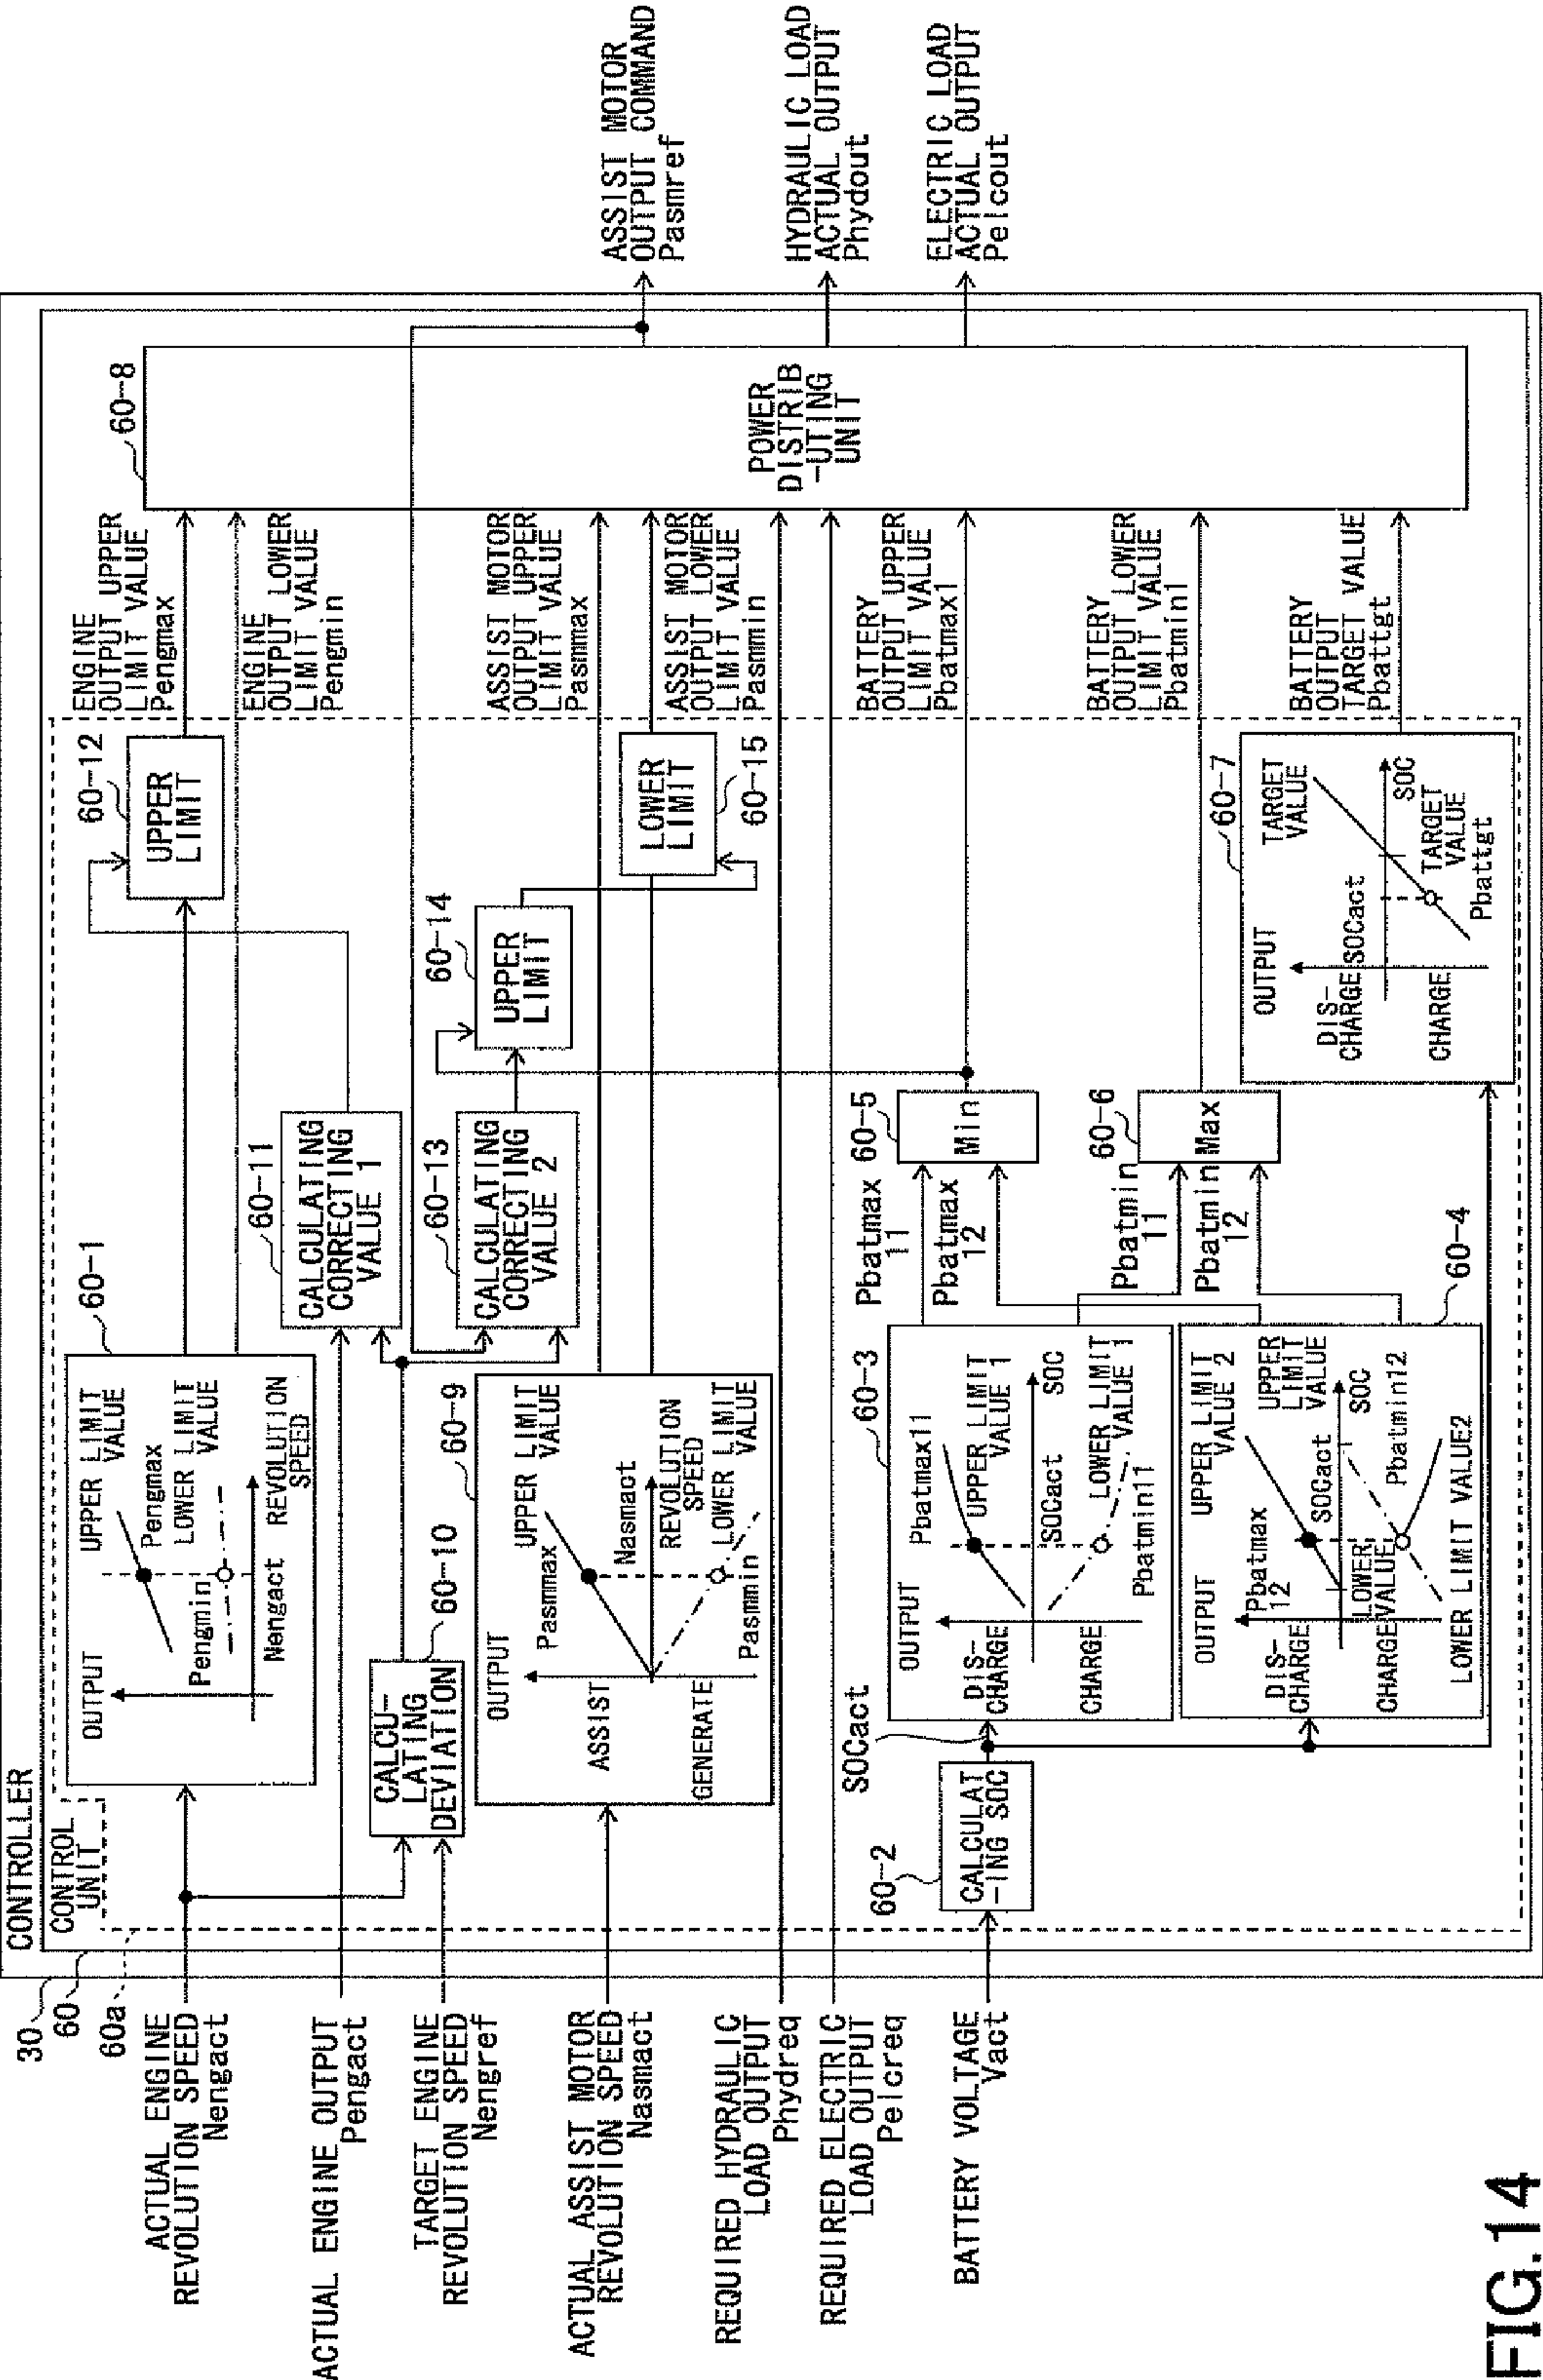 CONTROLLER
30
60
60a
CONTROL
UNIT
ACTUAL ENGINE
REVOLUTION SPEED
Nengact
ACTUAL ENGINE OUTPUT
Pengact
TARGET ENGINE
REVOLUTION SPEED
Nengref
ACTUAL ASSIST MOTOR
REVOLUTION SPEED
Nasmact
REQUIRED HYDRAULIC
LOAD OUTPUT
Phydreq
REQUIRED ELECTRIC
LOAD OUTPUT
Pelcreq
BATTERY VOLTAGE
Vact
60-1
OUTPUT
UPPER LIMIT
VALUE
Pengmax
LOWER LIMIT
VALUE
Pengmin
Nengact
REVOLUTION
SPEED
60-10
CALCU-
LATING
DEVIATION
60-9
OUTPUT
UPPER LIMIT
VALUE
Pasmmax
ASSIST
Nasmact
REVOLUTION
SPEED
GENERATE
LOWER LIMIT
VALUE
Pasmmin
60-11
CALCULATING
CORRECTING
VALUE 1
60-13
CALCULATING
CORRECTING
VALUE 2
60-12
UPPER
LIMIT
60-14
UPPER
LIMIT
60-15
LOWER
LIMIT
60-2
CALCULAT
-ING SOC
SOCact
60-3
OUTPUT
Pbatmax11
UPPER LIMIT
VALUE 1
DIS-
CHARGE
SOCact
SOC
CHARGE
LOWER LIMIT
VALUE 1
Pbatmin11
60-4
OUTPUT
UPPER LIMIT
VALUE 2
Pbatmax
12
DIS-
CHARGE
SOCact
UPPER
LIMIT
VALUE
SOC
LOWER
VALUE
CHARGE
Pbatmin12
LOWER LIMIT VALUE2
Pbatmax
11
Pbatmax
12
60-5
Min
Pbatmin
11
Pbatmin
12
60-6
Max
60-7
OUTPUT
TARGET
VALUE
DIS-
CHARGE
SOCact
SOC
CHARGE
TARGET
VALUE
Pbattgt
ENGINE
OUTPUT UPPER
LIMIT VALUE
Pengmax
ENGINE
OUTPUT LOWER
LIMIT VALUE
Pengmin
ASSIST MOTOR
OUTPUT UPPER
LIMIT VALUE
Pasmmax
ASSIST MOTOR
OUTPUT LOWER
LIMIT VALUE
Pasmmin
BATTERY
OUTPUT UPPER
LIMIT VALUE
Pbatmax1
BATTERY
OUTPUT LOWER
LIMIT VALUE
Pbatmin1
BATTERY
OUTPUT
TARGET VALUE
Pbattgt
60-8
POWER
DISTRIB
-UTING
UNIT
ASSIST MOTOR
OUTPUT COMMAND
Pasmref
HYDRAULIC LOAD
ACTUAL OUTPUT
Phydout
ELECTRIC LOAD
ACTUAL OUTPUT
Pelcout
FIG.14